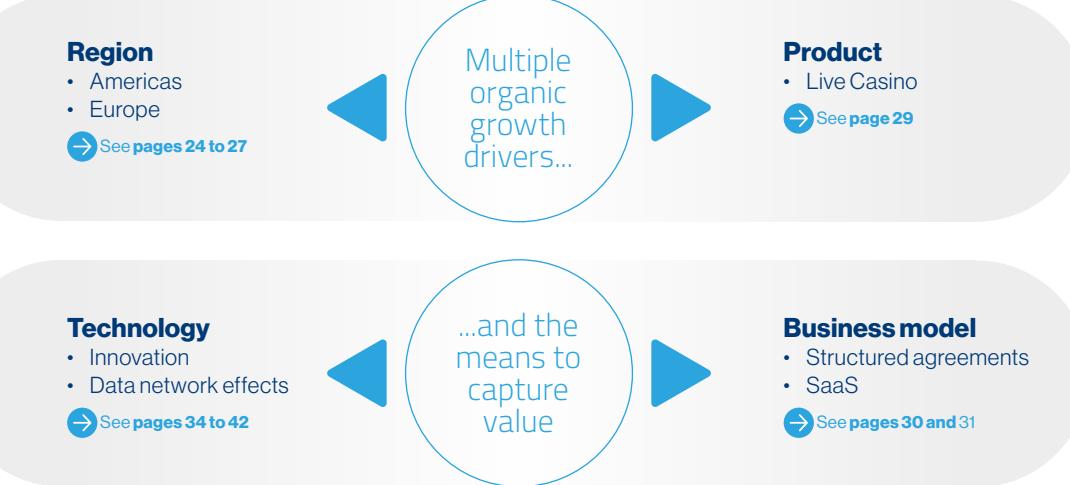 Region
• Americas
• Europe
See pages 24 to 27
Multiple
organic
growth
drivers...
Product
• Live Casino
See page 29
Technology
• Innovation
• Data network effects
See pages 34 to 42
...and the
means to
capture
value
Business model
• Structured agreements
• SaaS
See pages 30 and 31